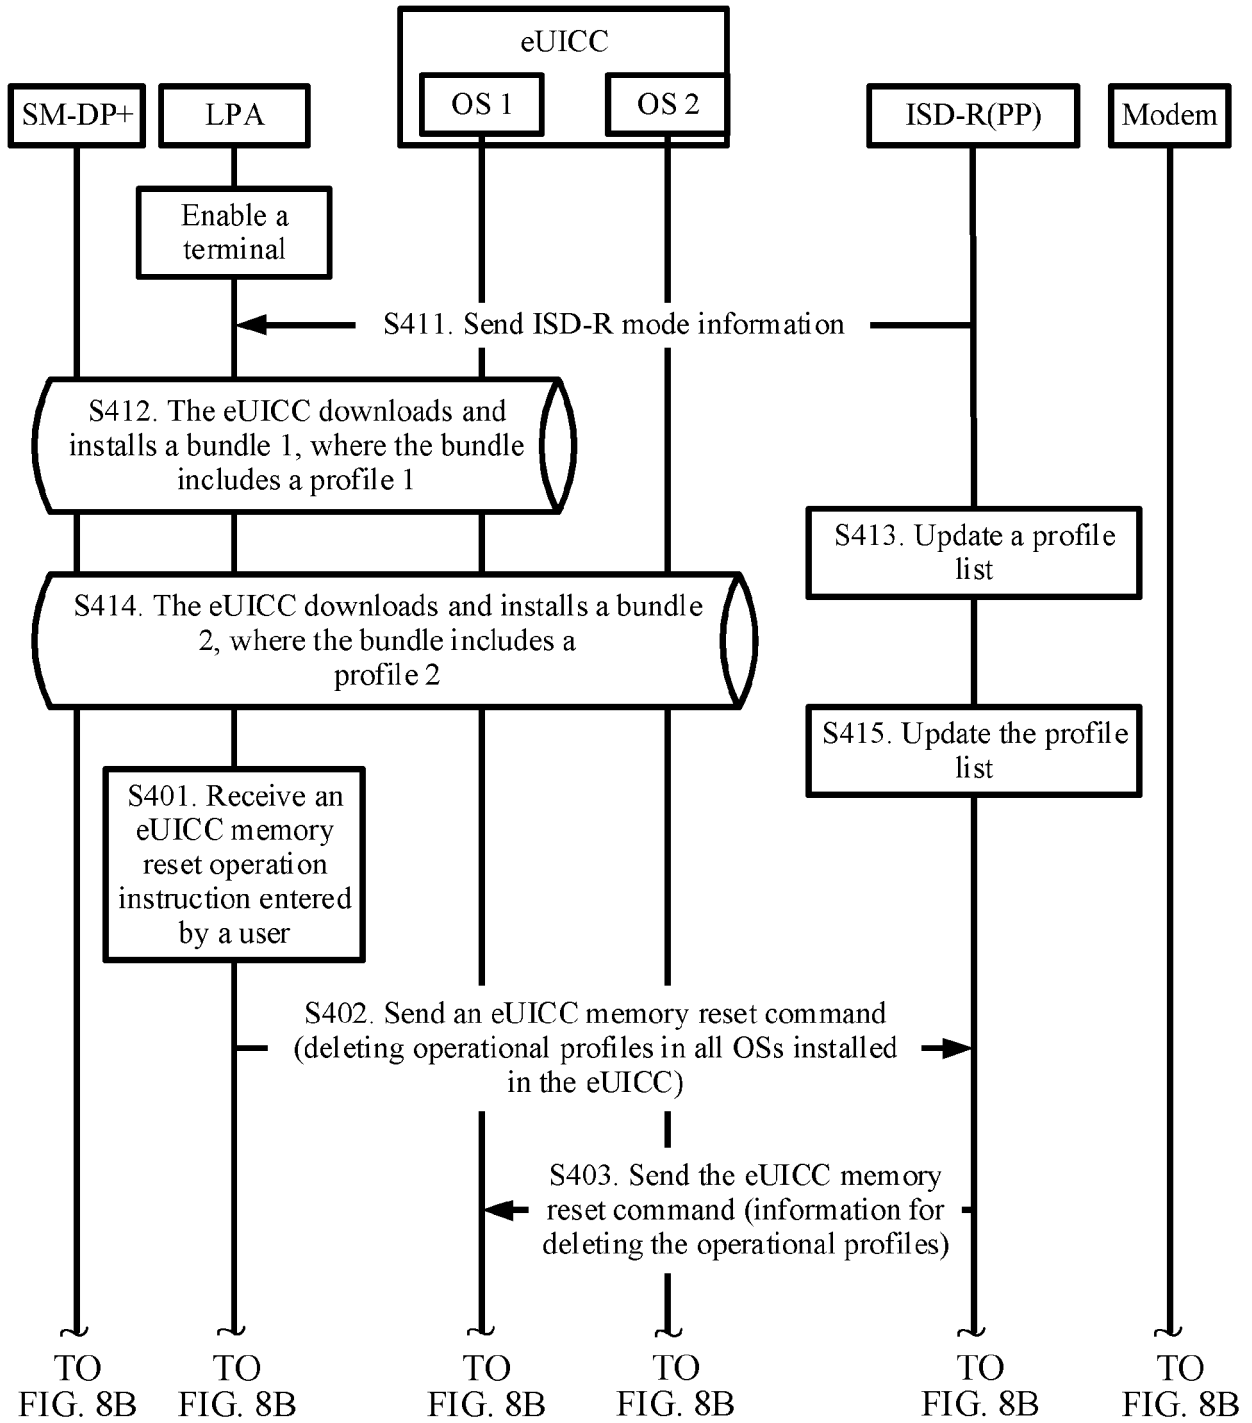 eUICC
SM-DP+
LPA
OS 1
OS 2
ISD-R(PP)
Modem
Enable a
terminal
S411. Send ISD-R mode information
S412. The eUICC downloads and
installs a bundle 1, where the bundle
includes a profile 1
S413. Update a profile
list
S414. The eUICC downloads and installs a bundle
2, where the bundle includes a
profile 2
S415. Update the profile
list
S401. Receive an
eUICC memory
reset operation
instruction entered
by a user
S402. Send an eUICC memory reset command
(deleting operational profiles in all OSs installed
in the eUICC)
S403. Send the eUICC memory
reset command (information for
deleting the operational profiles)
TO
FIG. 8B
TO
FIG. 8B
TO
FIG. 8B
TO
FIG. 8B
TO
FIG. 8B
TO
FIG. 8B